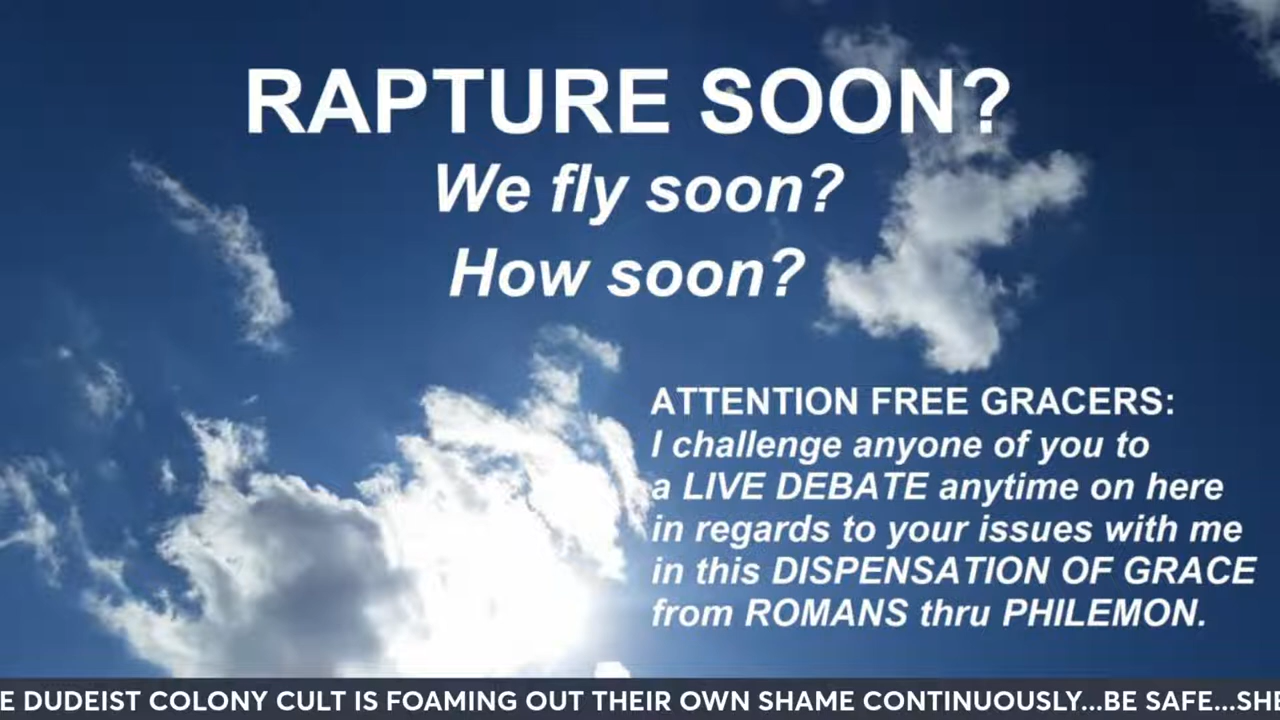 RAPTURE SOON?
We fly soon?
How soon?
ATTENTION FREE GRACERS:
I challenge anyone of you to
a LIVE DEBATE anytime on here
in regards to your issues with me
in this DISPENSATION OF GRACE
from ROMANS thru PHILEMON.
E DUDEIST COLONY CULT IS FOAMING OUT THEIR OWN SHAME CONTINUOUSLY...BE SAFE...SHE